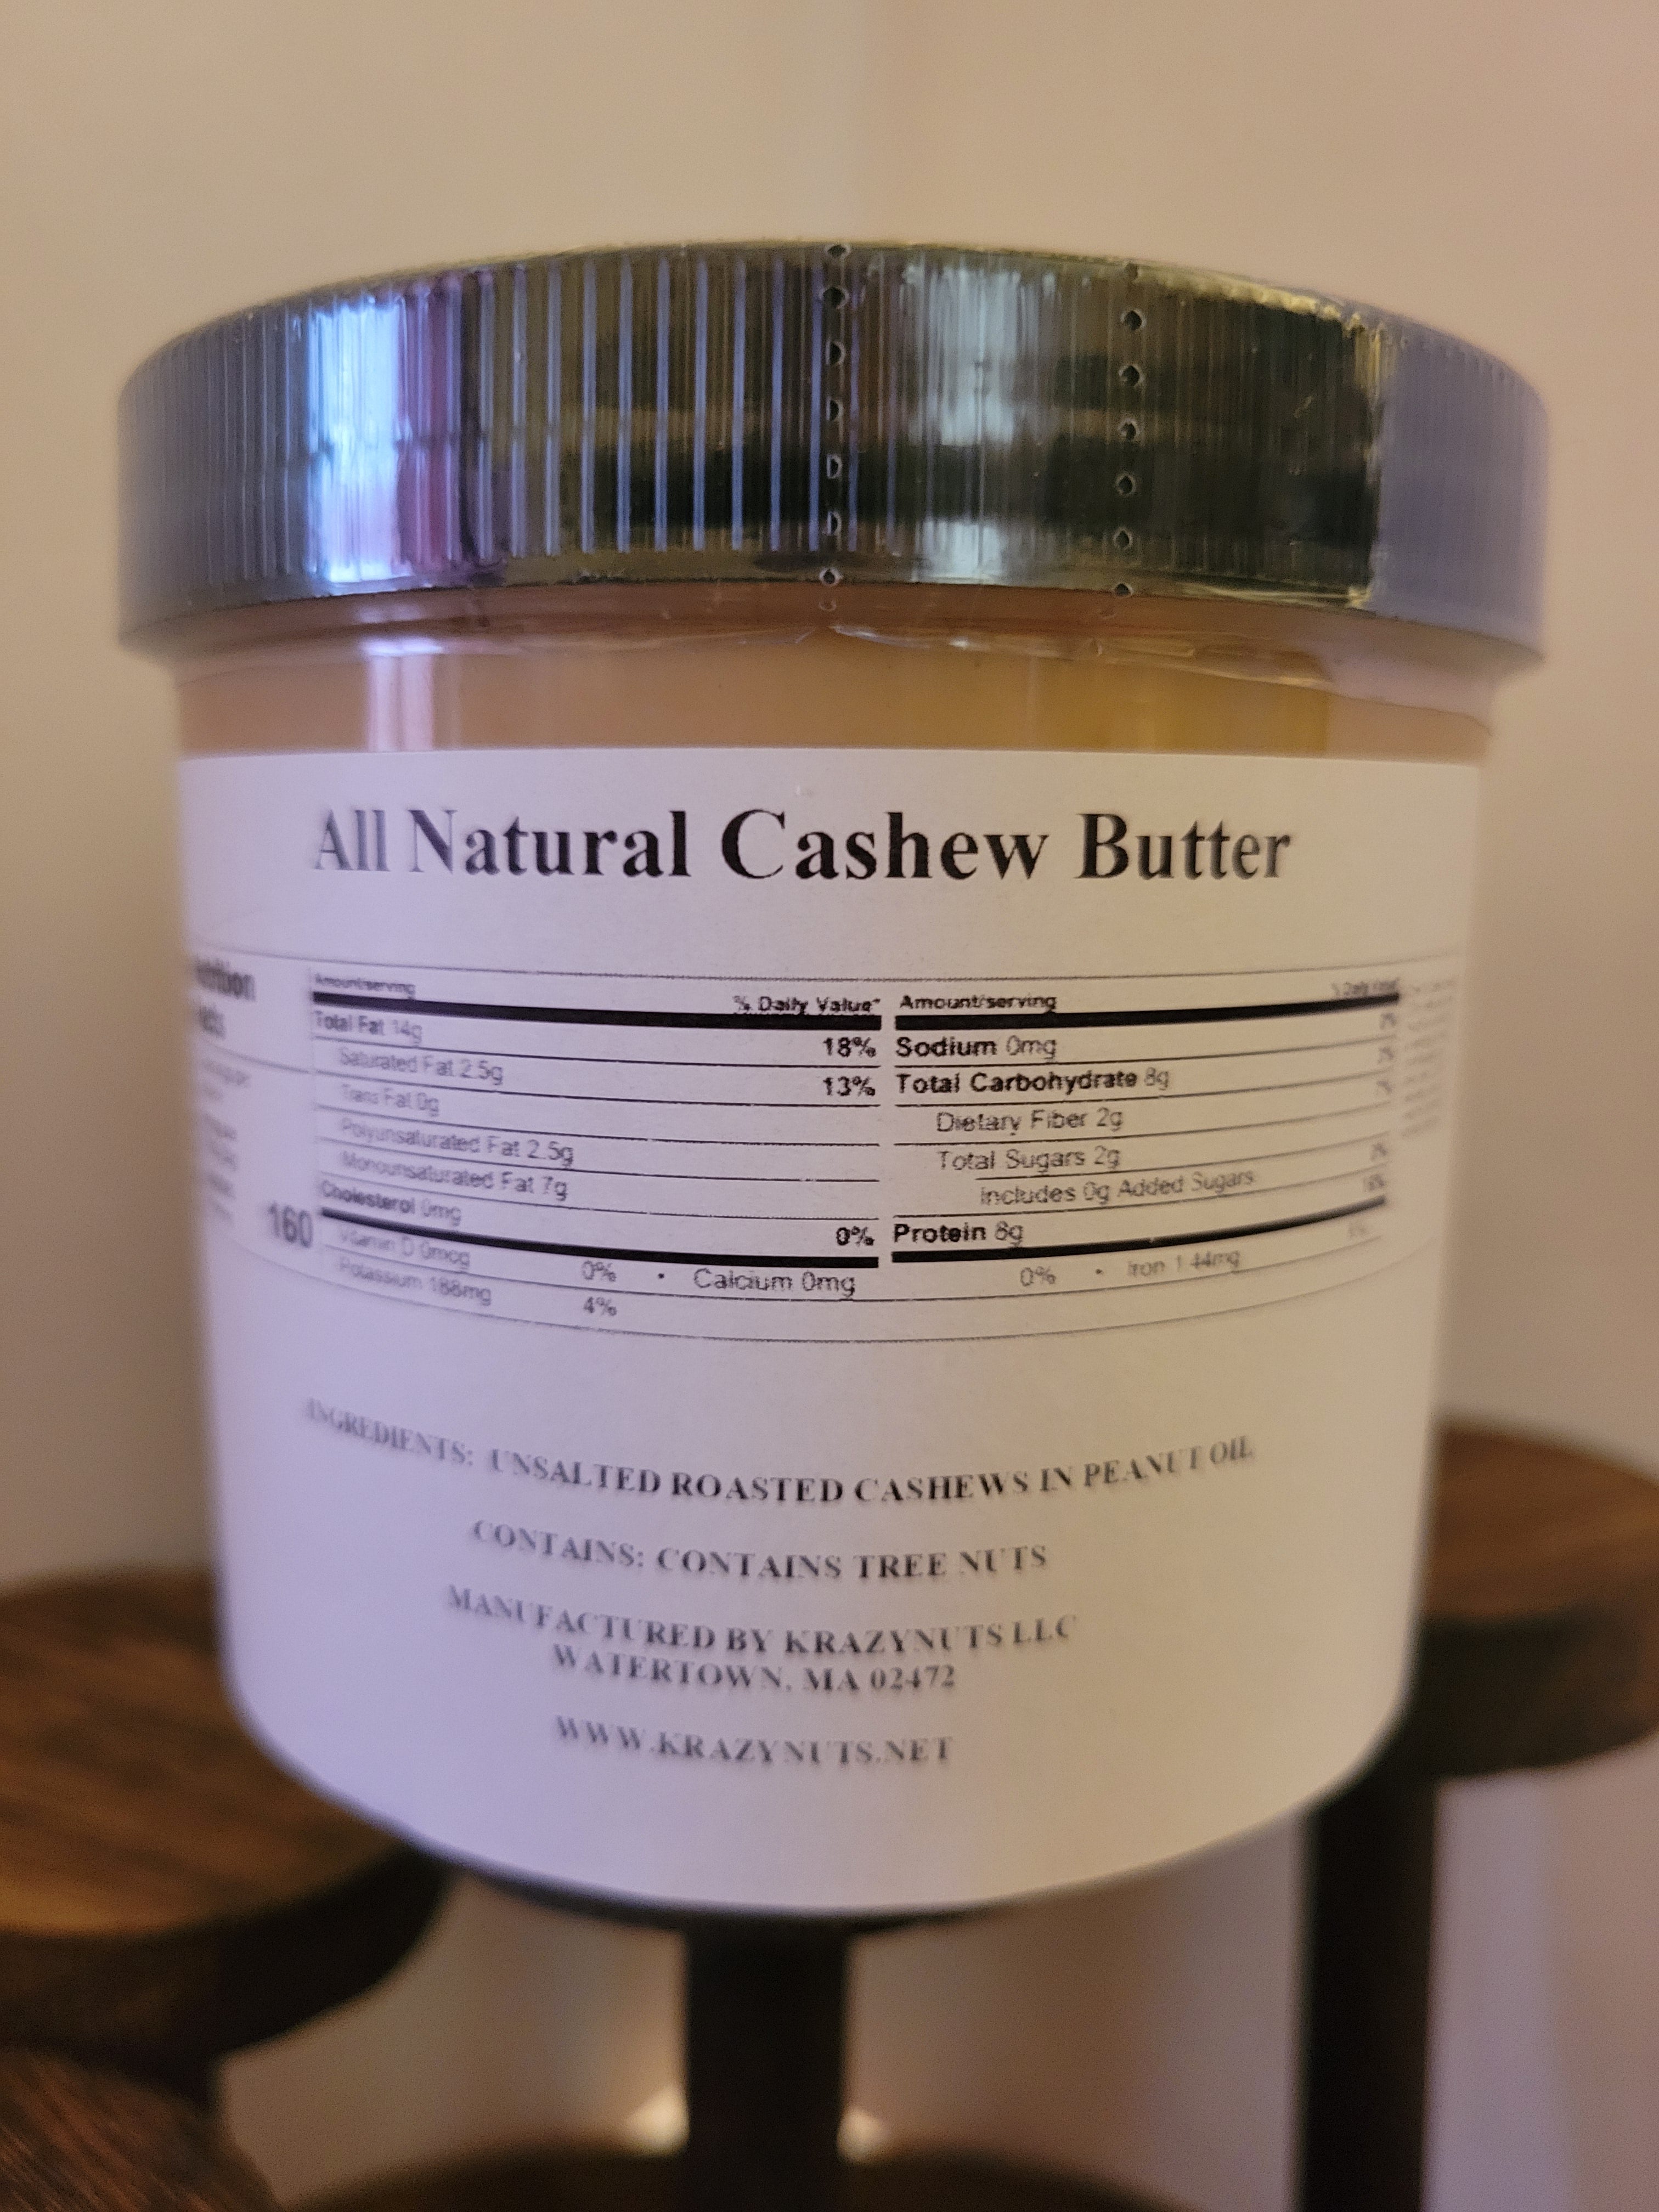 All Natural Cashew Butter
Amount/serving % Daily Value* Amount/serving % Daily Value*
Total Fat 14g 18% Sodium 0mg
Saturated Fat 2.5g 13% Total Carbohydrate 8g
Trans Fat 0g Dietary Fiber 2g
Polyunsaturated Fat 2.5g Total Sugars 2g
Monounsaturated Fat 7g Includes 0g Added Sugars
Cholesterol 0mg 0% Protein 8g
160
Vitamin D 0mcg 0% • Calcium 0mg 0% • Iron 1.44mg
Potassium 188mg 4%
INGREDIENTS: UNSALTED ROASTED CASHEWS IN PEANUT OIL
CONTAINS: CONTAINS TREE NUTS
MANUFACTURED BY KRAZYNUTS LLC
WATERTOWN, MA 02472
WWW.KRAZYNUTS.NET